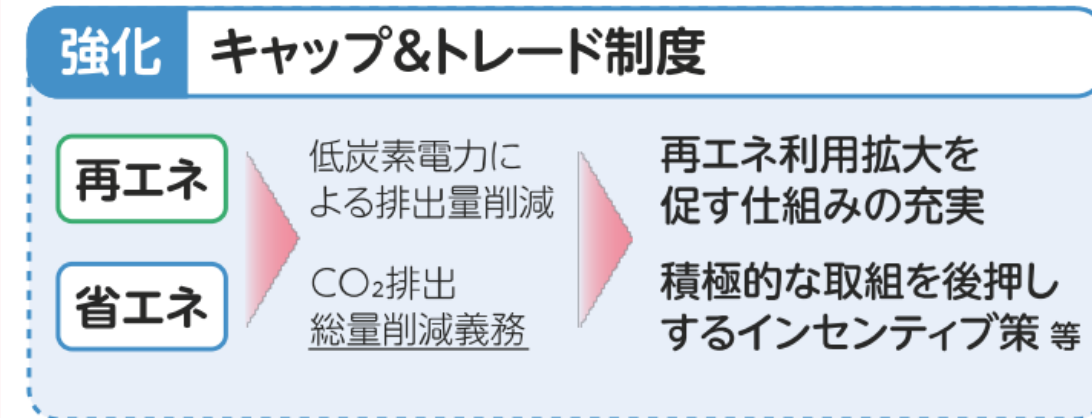 強化 キャップ&トレード制度
再エネ
低炭素電力に
よる排出量削減
再エネ利用拡大を
促す仕組みの充実
省エネ
CO₂排出
総量削減義務
積極的な取組を後押し
するインセンティブ策 等